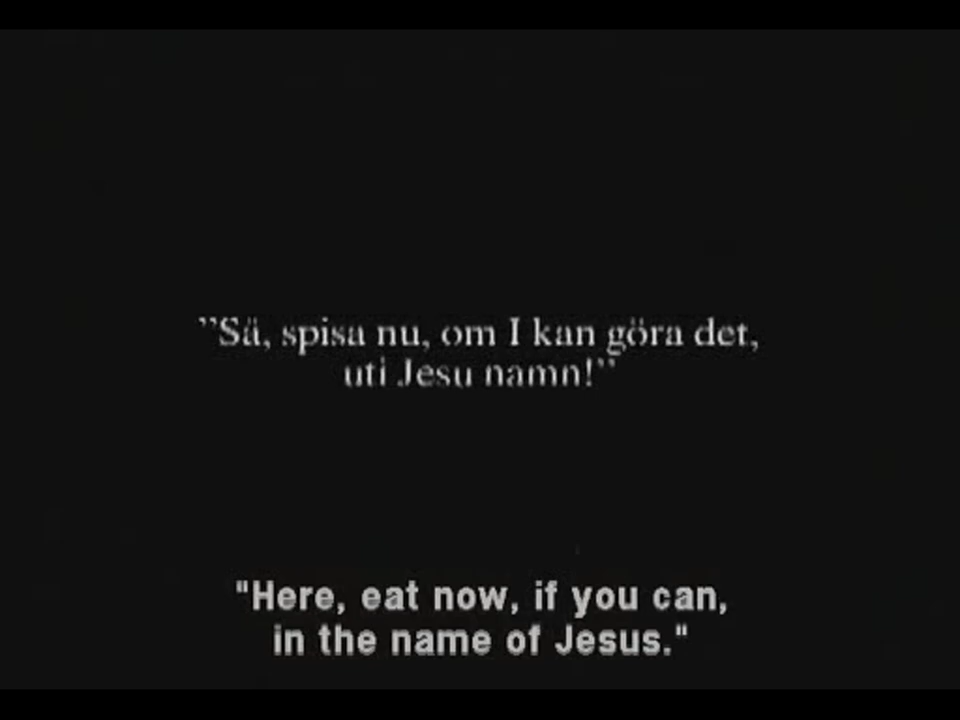 ”Så, spisa nu, om I kan göra det,
uti Jesu namn!”
"Here, eat now, if you can,
in the name of Jesus."